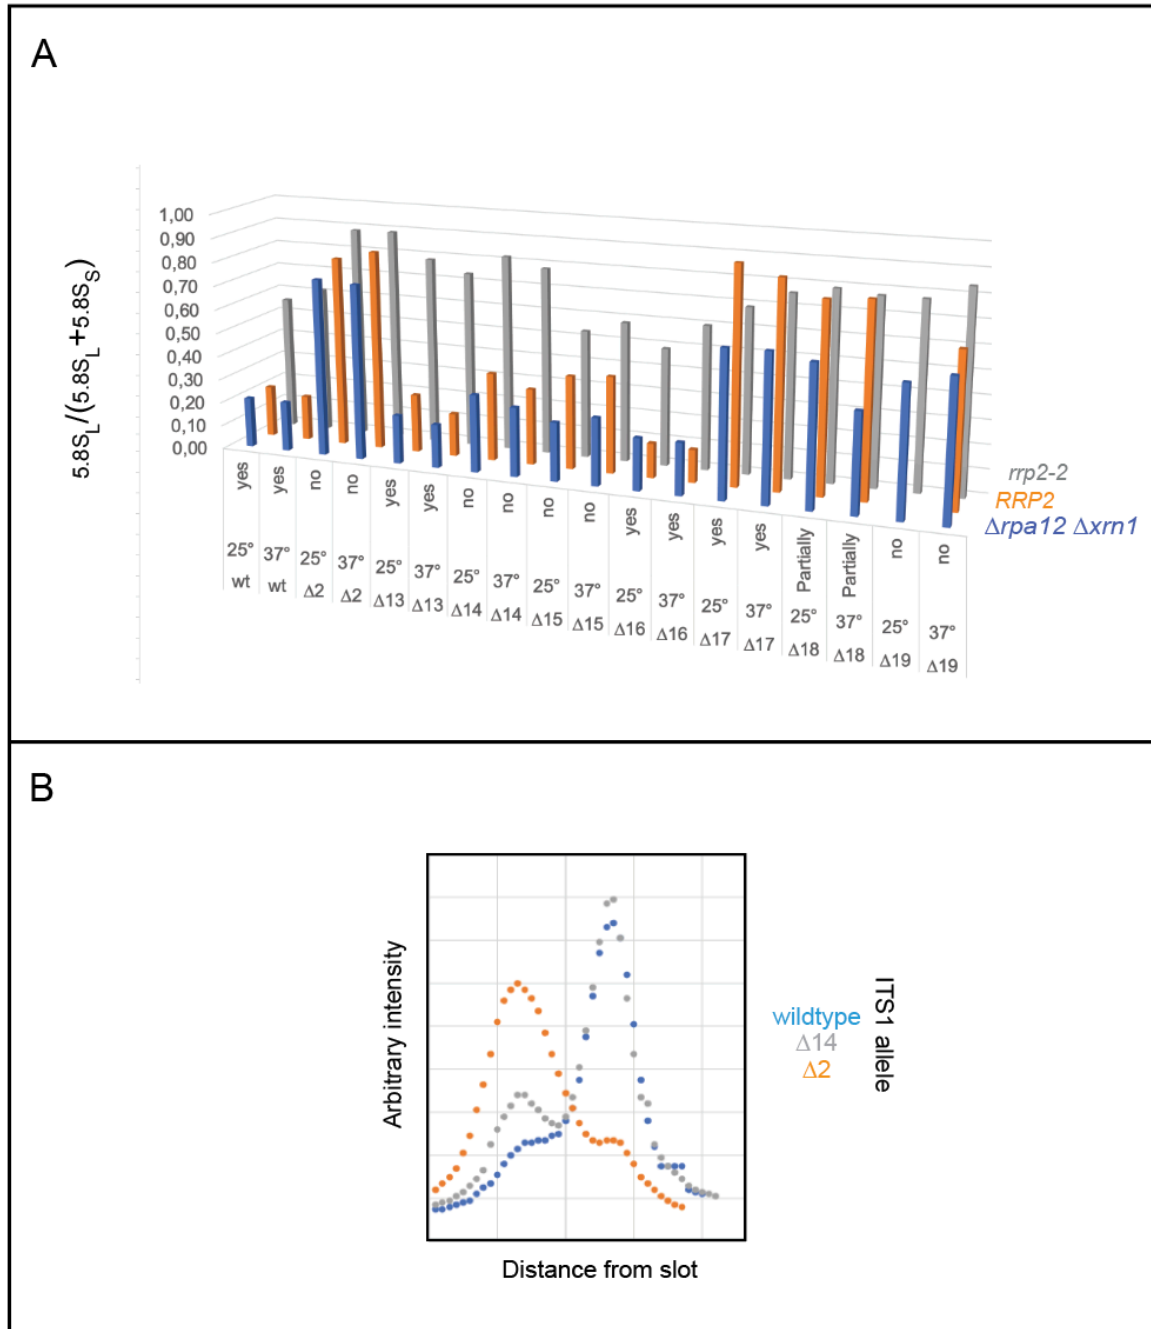 A
5.8S_L/(5.8S_L+5.8S_S)
1,00
0,90
0,80
0,70
0,60
0,50
0,40
0,30
0,20
0,10
0,00
rrp2-2
RRP2
Δrpa12 Δxrn1
yes yes no no yes yes no no no no yes yes yes yes Partially Partially no no
25° 37° 25° 37° 25° 37° 25° 37° 25° 37° 25° 37° 25° 37° 25° 37° 25° 37°
wt wt Δ2 Δ2 Δ13 Δ13 Δ14 Δ14 Δ15 Δ15 Δ16 Δ16 Δ17 Δ17 Δ18 Δ18 Δ19 Δ19
B
Arbitrary intensity
Distance from slot
wildtype
Δ14
Δ2
ITS1 allele